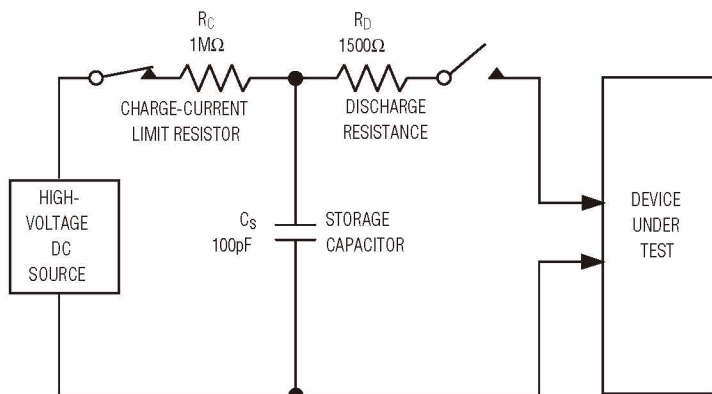 R_C
1MΩ
CHARGE-CURRENT
LIMIT RESISTOR
R_D
1500Ω
DISCHARGE
RESISTANCE
HIGH-
VOLTAGE
DC
SOURCE
C_S
100pF
STORAGE
CAPACITOR
DEVICE
UNDER
TEST